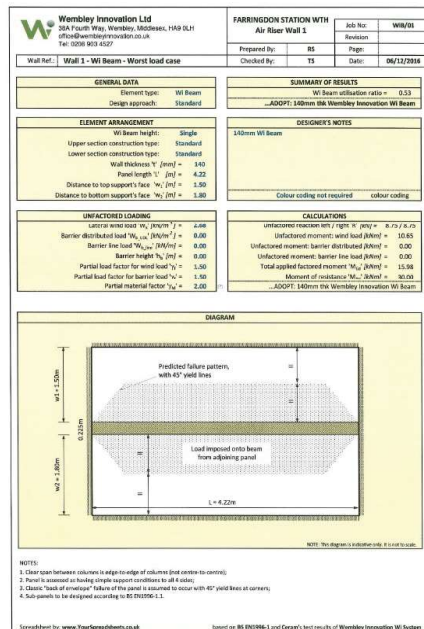 Wembley Innovation Ltd
38A Fourth Way, Wembley, Middlesex, HA9 0LH
office@wembleyinnovation.co.uk
Tel: 0208 903 4527
FARRINGDON STATION WTH
Air Riser Wall 1
Job No: WIB/01
Revision
Prepared By: RS Page:
Wall Ref.: Wall 1 - Wi Beam - Worst load case Checked By: TS Date: 06/12/2016
GENERAL DATA
Element type: Wi Beam
Design approach: Standard
SUMMARY OF RESULTS
Wi Beam utilisation ratio = 0.53
...ADOPT: 140mm thk Wembley Innovation Wi Beam
ELEMENT ARRANGEMENT
Wi Beam height: Single
Upper section construction type: Standard
Lower section construction type: Standard
Wall thickness 't' [mm] = 140
Panel length 'L' [m] = 4.22
Distance to top support's face 'w₁' [m] = 1.50
Distance to bottom support's face 'w₂' [m] = 1.80
DESIGNER'S NOTES
140mm Wi Beam
Colour coding not required colour coding
UNFACTORED LOADING
Lateral wind load
Barrier distributed load = 0.00
Barrier line load = 0.00
Barrier height = 0.00
Partial load factor for wind load = 1.50
Partial load factor for barrier load = 1.50
Partial material factor = 2.00
CALCULATIONS
Unfactored reaction left / right 'R' [kN] = 8.75 / 8.75
Unfactored moment: wind load [kNm] = 10.65
Unfactored moment: barrier distributed [kNm] = 0.00
Unfactored moment: barrier line load [kNm] = 0.00
Total applied factored moment [kNm] = 15.98
Moment of resistance [kNm] = 30.00
...ADOPT: 140mm thk Wembley Innovation Wi Beam
DIAGRAM
Predicted failure pattern,
with 45° yield lines
w1 = 1.50m
0.225m
Load imposed onto beam
from adjoining panel
w2 = 1.80m
L = 4.22m
NOTE: This diagram is indicative only. It is not to scale.
NOTES:
1. Clear span between columns is edge-to-edge of columns (not centre-to-centre);
2. Panel is assessed as having simple support conditions to all 4 sides;
3. Classic "back of envelope" failure of the panel is assumed to occur with 45° yield lines at corners;
4. Sub-panels to be designed according to BS EN1996-1.1.
Spreadsheet by: www.YourSpreadsheets.co.uk based on BS EN1996-1 and Ceram's test results of Wembley Innovation Wi System